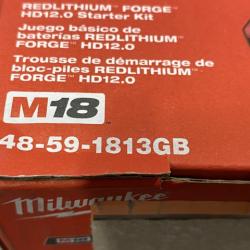 REDLITHIUM™ FORGE™
HD12.0 Starter Kit
Juego básico de
baterías REDLITHIUM™
FORGE™ HD12.0
Trousse de démarrage de
bloc-piles REDLITHIUM™
FORGE™ HD12.0
M18
48-59-1813GB
Milwaukee